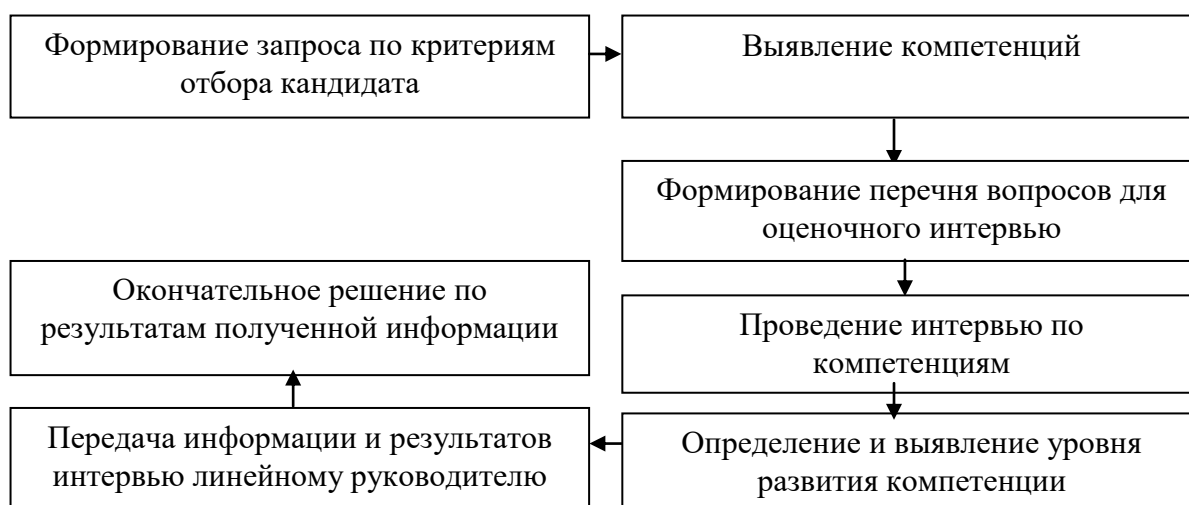 Формирование запроса по критериям
отбора кандидата
Выявление компетенций
Формирование перечня вопросов для
оценочного интервью
Проведение интервью по
компетенциям
Определение и выявление уровня
развития компетенции
Передача информации и результатов
интервью линейному руководителю
Окончательное решение по
результатам полученной информации